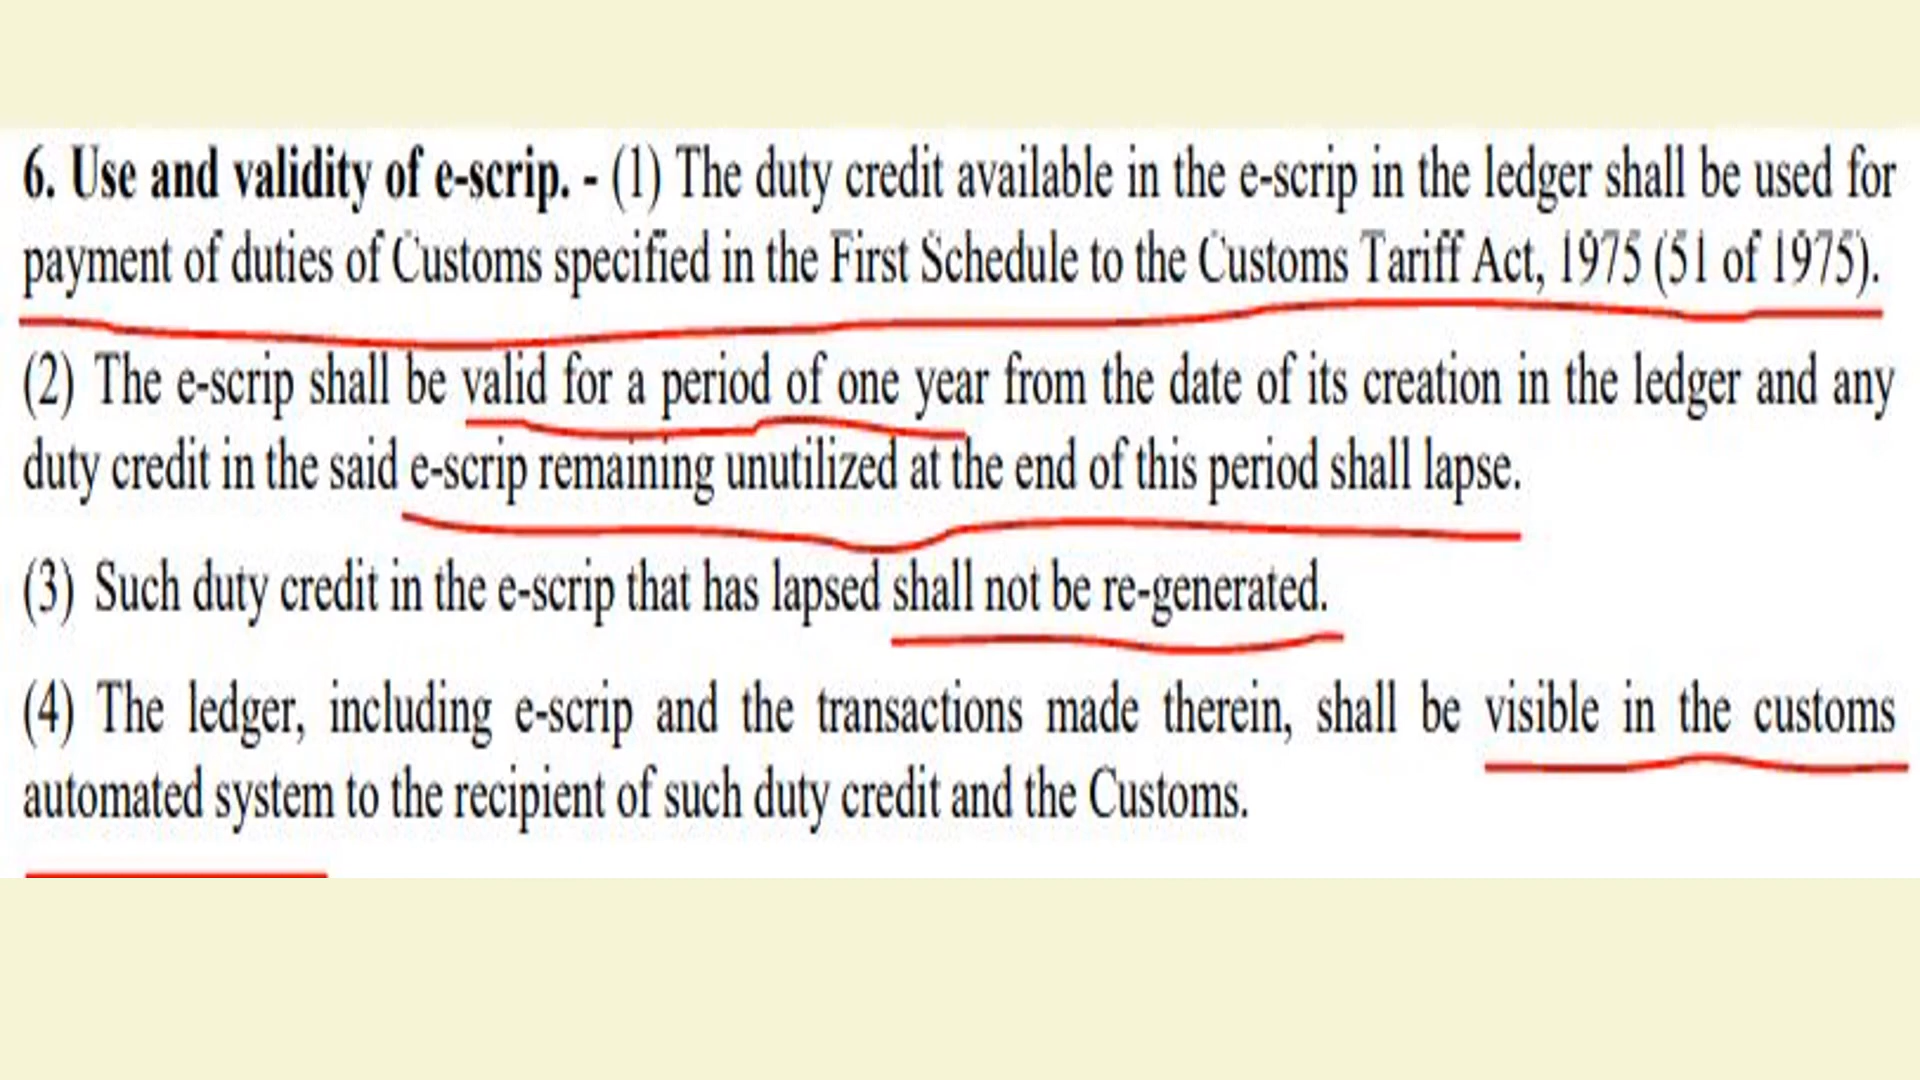 6. Use and validity of e-scrip. - (1) The duty credit available in the e-scrip in the ledger shall be used for
payment of duties of Customs specified in the First Schedule to the Customs Tariff Act, 1975 (51 of 1975).
(2) The e-scrip shall be valid for a period of one year from the date of its creation in the ledger and any
duty credit in the said e-scrip remaining unutilized at the end of this period shall lapse.
(3) Such duty credit in the e-scrip that has lapsed shall not be re-generated.
(4) The ledger, including e-scrip and the transactions made therein, shall be visible in the customs
automated system to the recipient of such duty credit and the Customs.